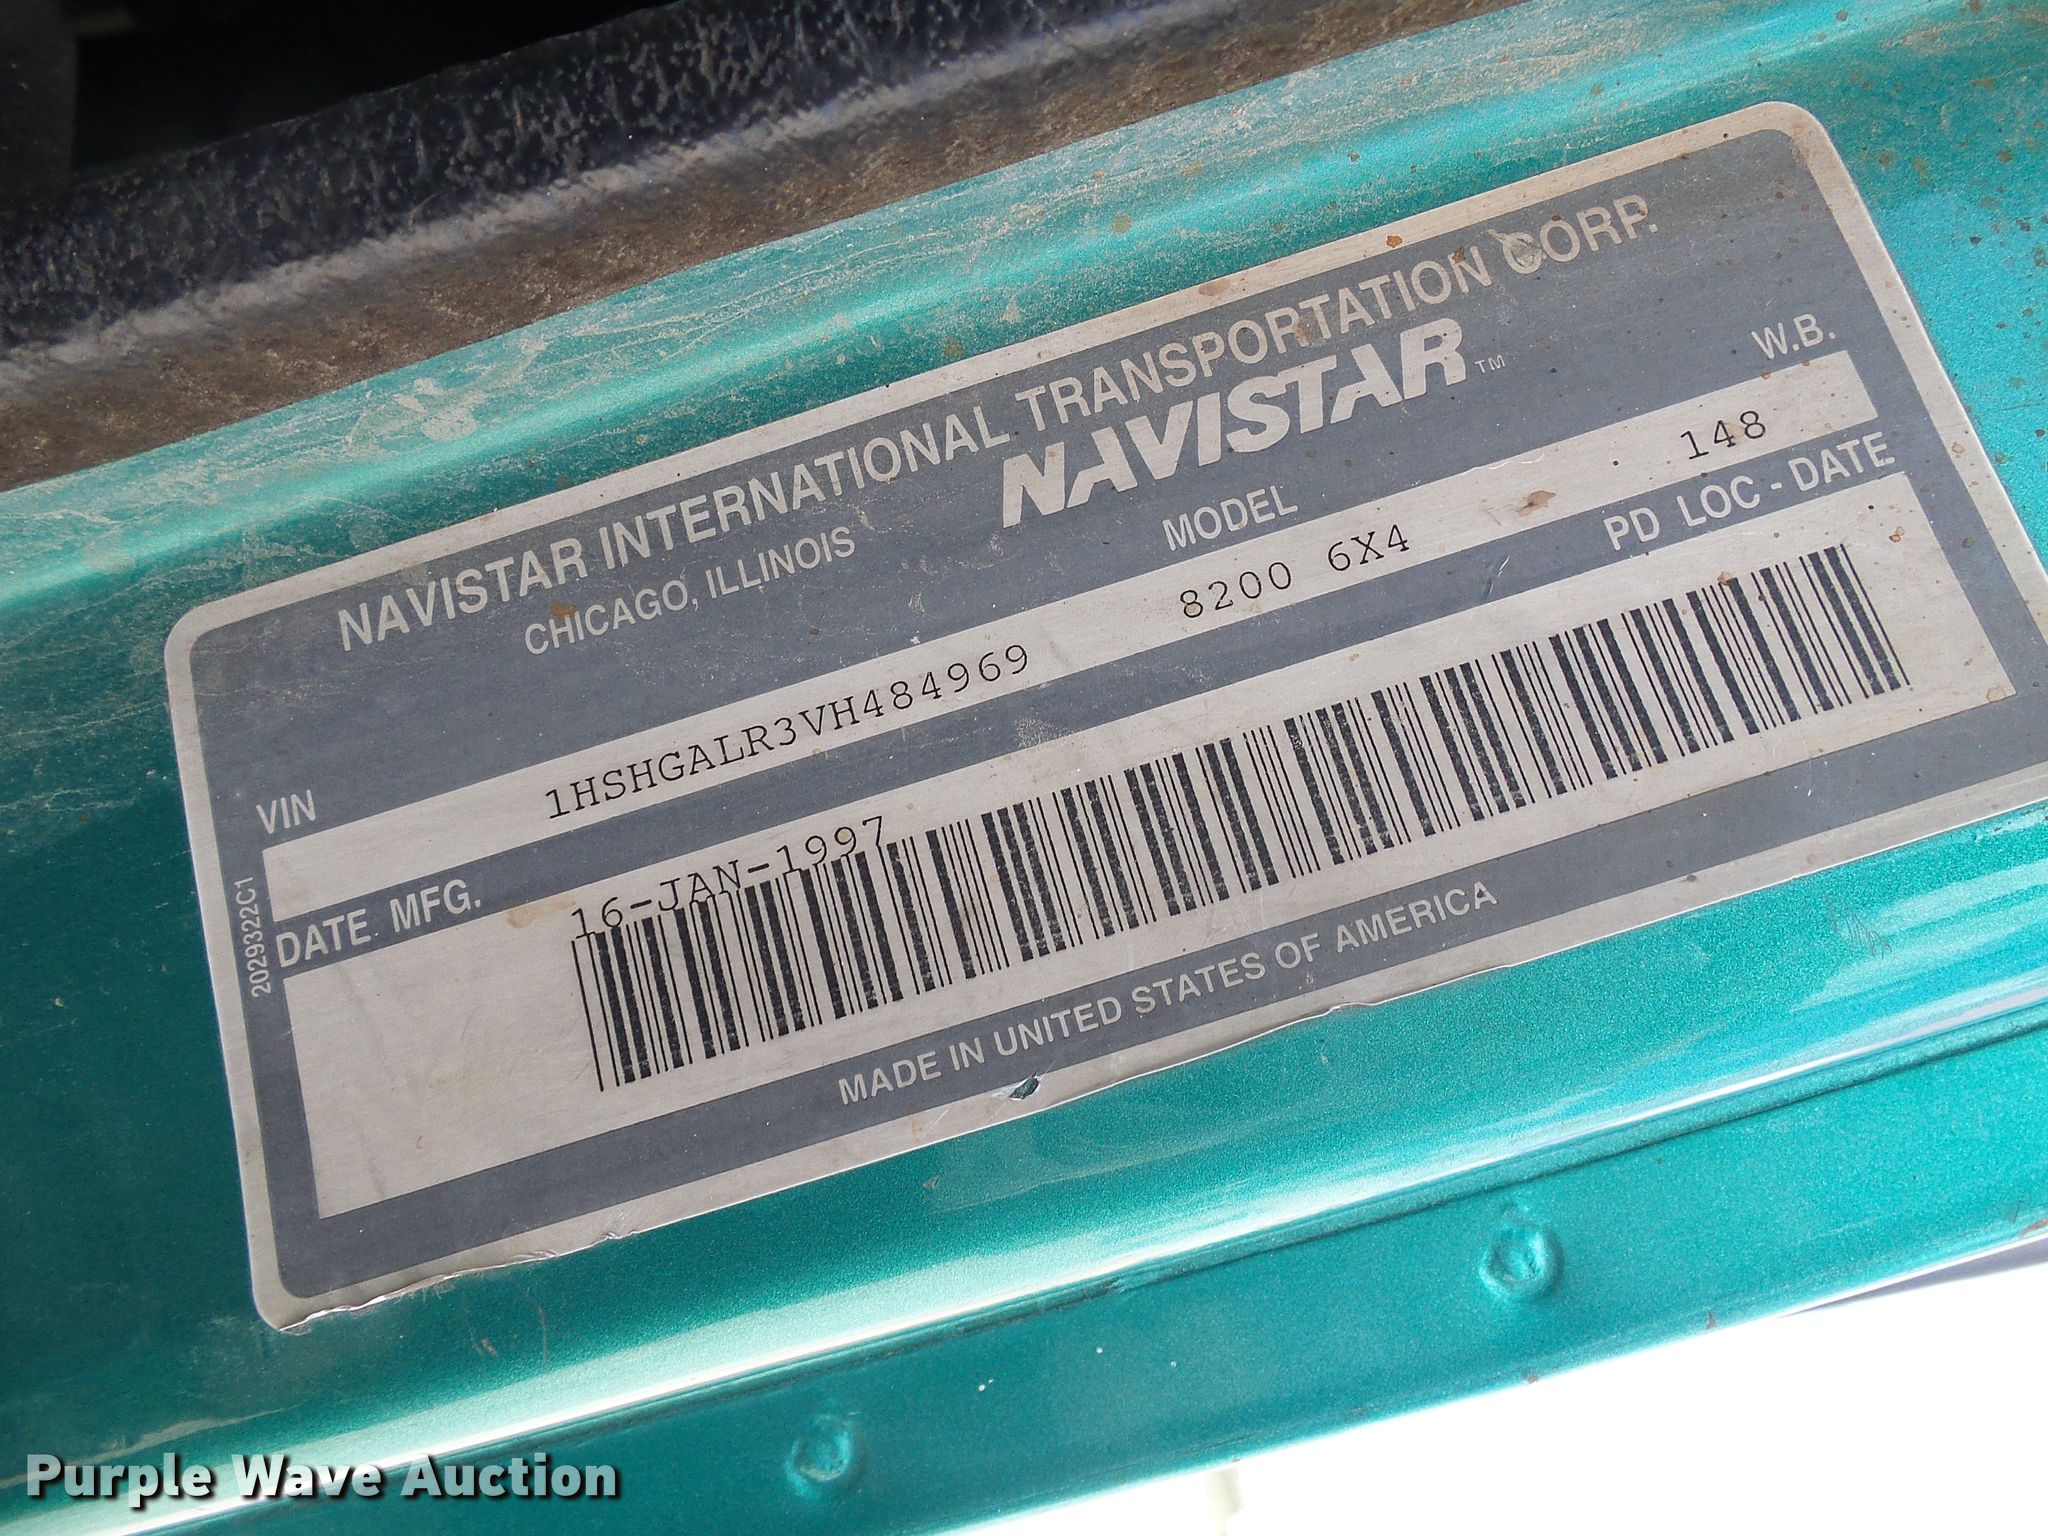 NAVISTAR INTERNATIONAL TRANSPORTATION CORP.
CHICAGO, ILLINOIS
NAVISTAR™
VIN MODEL W.B.
1HSHGALR3VH484969 8200 6X4 148
DATE MFG. PD LOC - DATE
16-JAN-1997
MADE IN UNITED STATES OF AMERICA
2029322C1
Purple Wave Auction